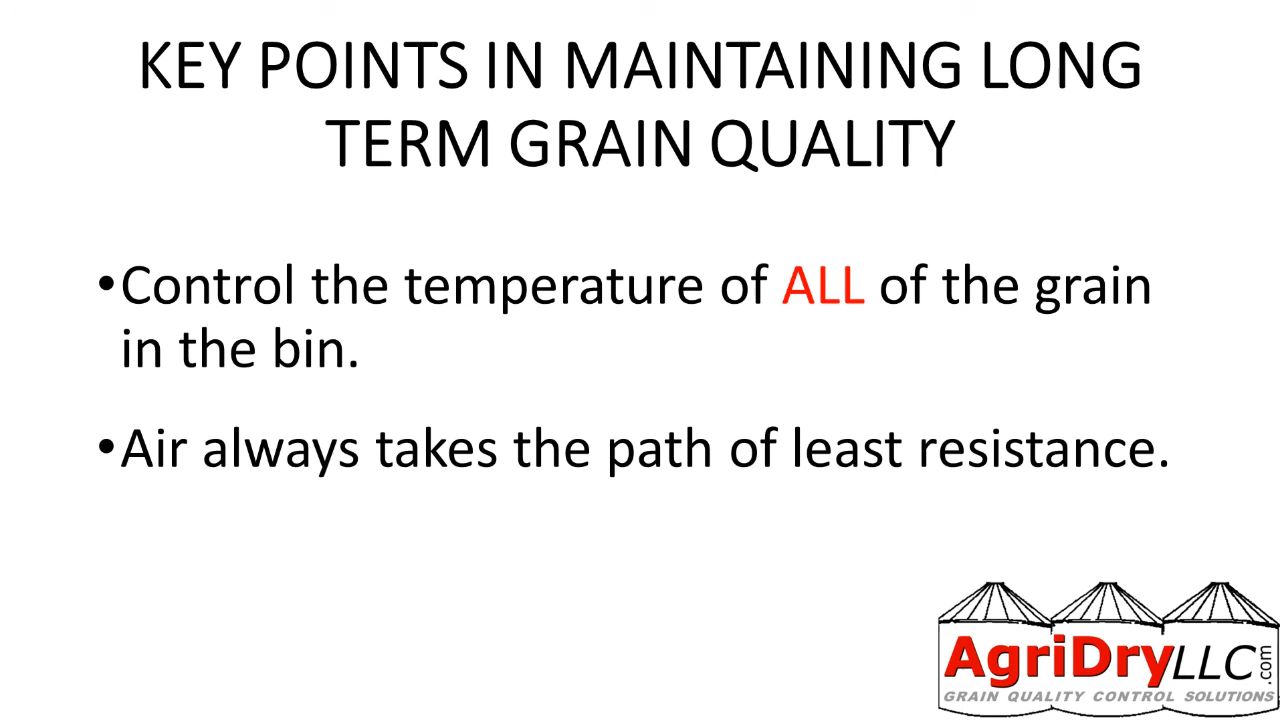 KEY POINTS IN MAINTAINING LONG
TERM GRAIN QUALITY
•Control the temperature of ALL of the grain
in the bin.
•Air always takes the path of least resistance.
AgriDryLLC.com
GRAIN QUALITY CONTROL SOLUTIONS